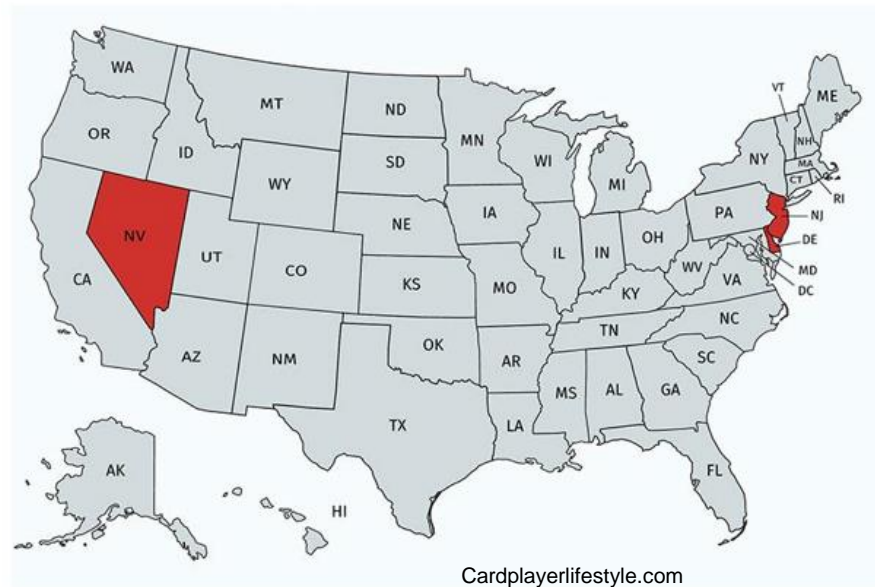 WA
MT
ND
MN
VT
ME
OR
ID
SD
WI
NH
NY
MA
WY
MI
CT
RI
IA
NE
PA
NJ
NV
OH
DE
IL
IN
UT
CO
WV
MD
CA
KS
MO
VA
DC
KY
NC
TN
OK
AZ
NM
AR
SC
MS
AL
GA
TX
LA
AK
FL
HI
Cardplayerlifestyle.com